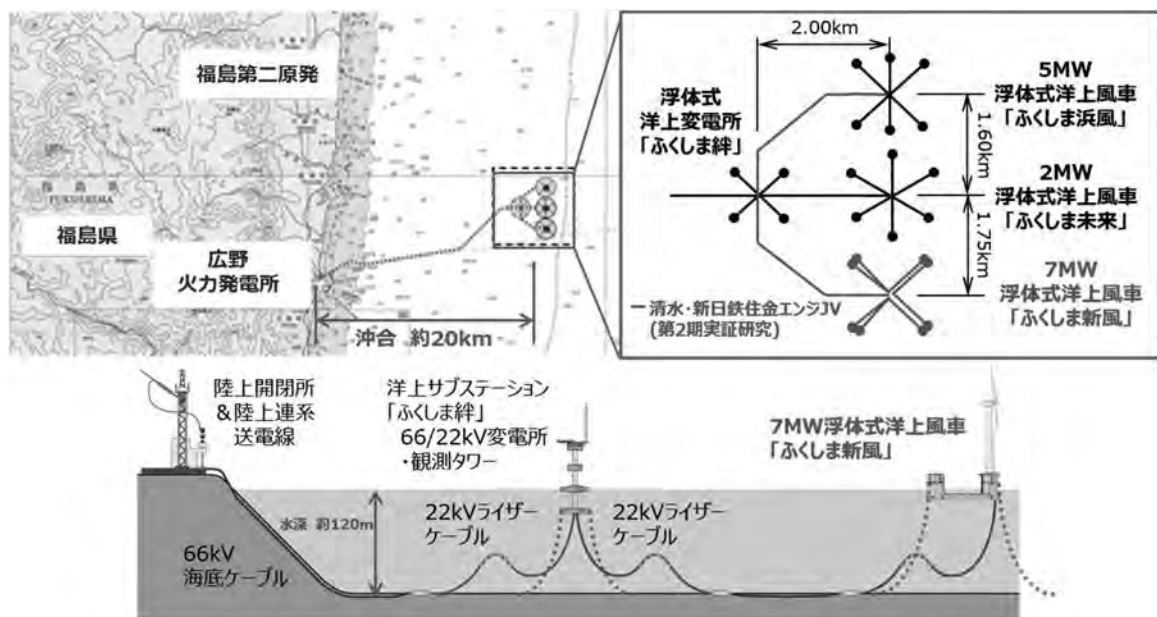 福島第二原発
福島県
FUKUSHIMA
福島県
広野
火力発電所
沖合 約20km
2.00km
浮体式
洋上変電所
「ふくしま絆」
5MW
浮体式洋上風車
「ふくしま浜風」
1.60km
2MW
浮体式洋上風車
「ふくしま未来」
1.75km
7MW
浮体式洋上風車
「ふくしま新風」
ー清水・新日鉄住金エンジJV
(第2期実証研究)
陸上開閉所
&陸上連系
送電線
洋上サブステーション
「ふくしま絆」
66/22kV変電所
・観測タワー
7MW浮体式洋上風車
「ふくしま新風」
水深 約120m
22kVライザー
ケーブル
22kVライザー
ケーブル
66kV
海底ケーブル